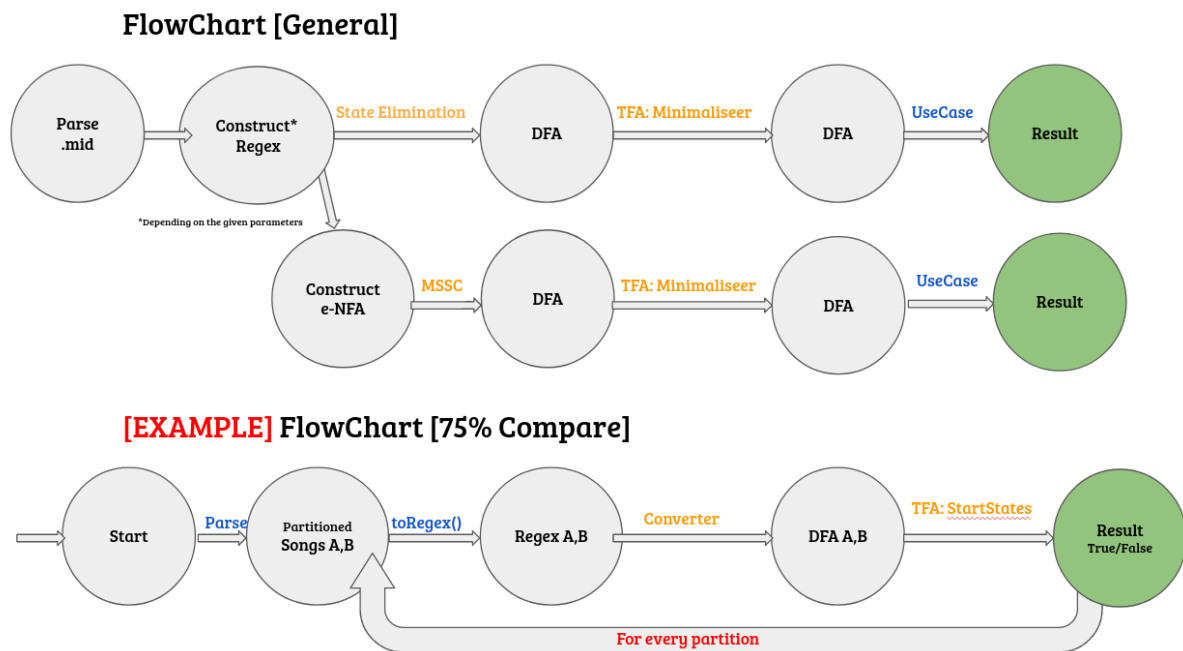 FlowChart [General]
Parse
.mid
Construct*
Regex
State Elimination
DFA
TFA: Minimaliseer
DFA
UseCase
Result
*Depending on the given parameters
Construct
e-NFA
MSSC
DFA
TFA: Minimaliseer
DFA
UseCase
Result
[EXAMPLE] FlowChart [75% Compare]
Start
Parse
Partitioned
Songs A,B
toRegex()
Regex A,B
Converter
DFA A,B
TFA: StartStates
Result
True/False
For every partition